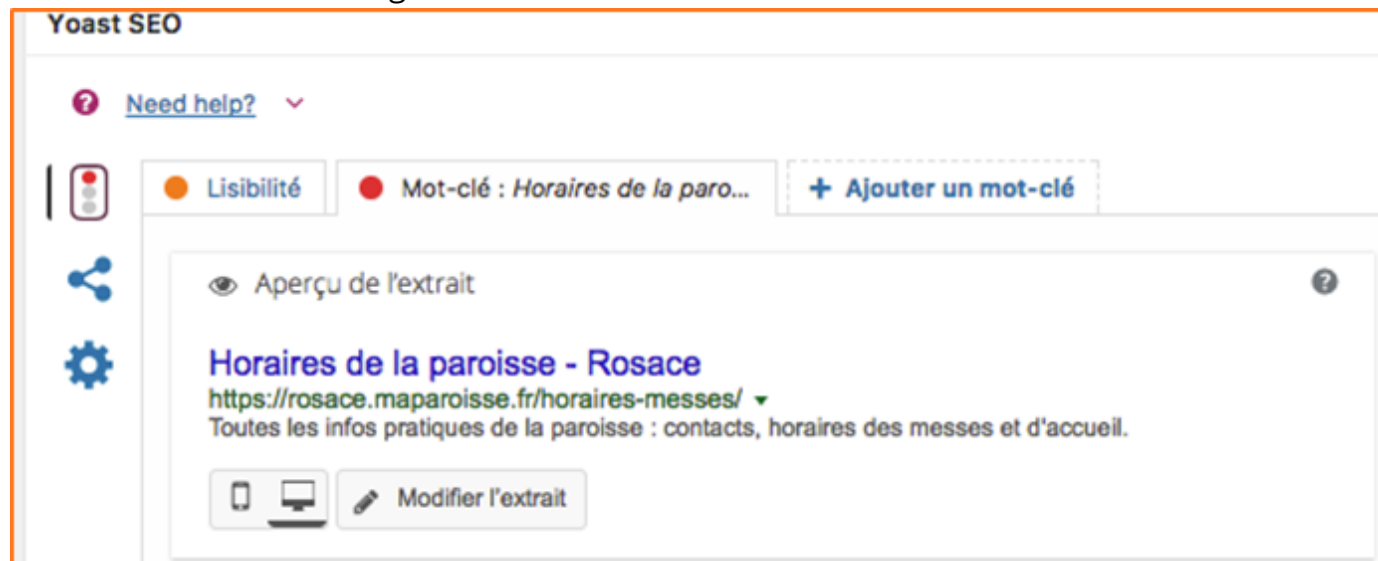 Yoast SEO
Need help?
Lisibilité
Mot-clé : Horaires de la paro...
+ Ajouter un mot-clé
Aperçu de l'extrait
Horaires de la paroisse - Rosace
https://rosace.maparoisse.fr/horaires-messes/
Toutes les infos pratiques de la paroisse : contacts, horaires des messes et d'accueil.
Modifier l'extrait